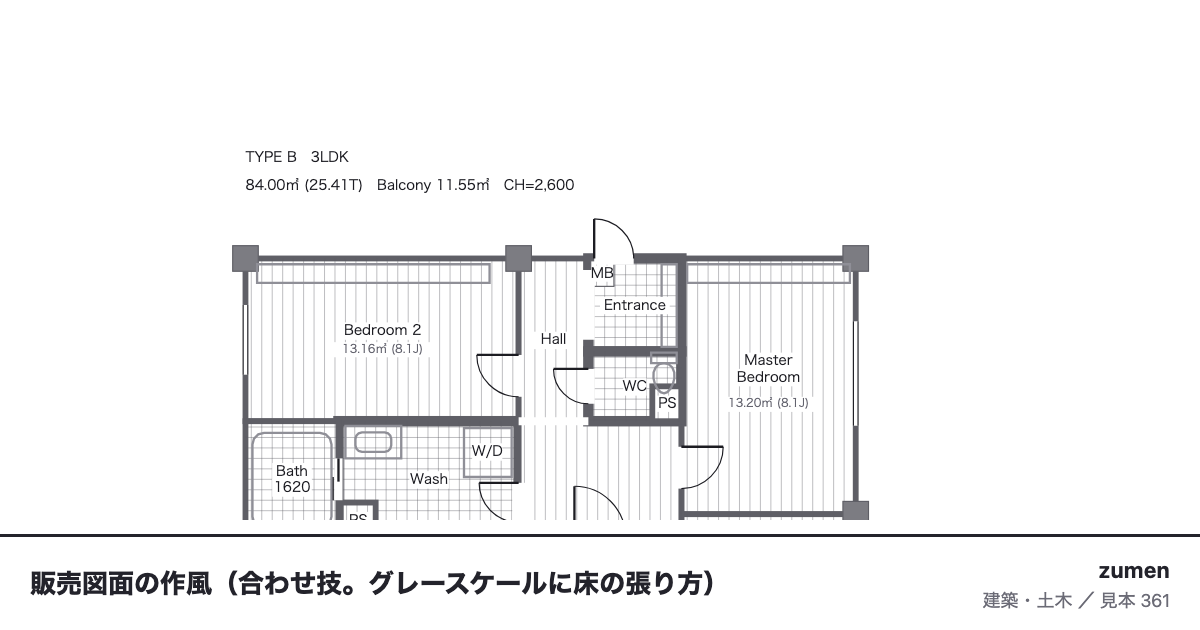 TYPE B 3LDK
84.00㎡ (25.41T) Balcony 11.55㎡ CH=2,600
MB
Entrance
Bedroom 2
13.16㎡ (8.1J)
Hall
Master
Bedroom
13.20㎡ (8.1J)
WC
PS
W/D
Bath
1620
Wash
PS
販売図面の作風（合わせ技。グレースケールに床の張り方）
zumen
建築・土木 ／ 見本 361